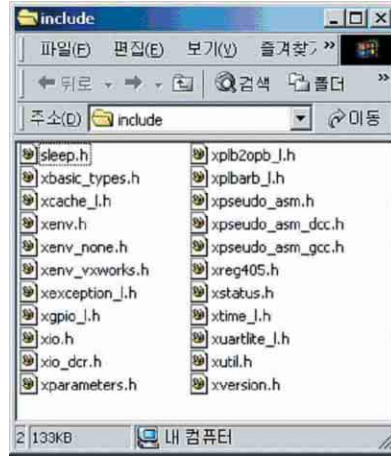 include
파일(F) 편집(E) 보기(V) 즐겨찾기 »
뒤로 검색 폴더 »
주소(D) include 이동
sleep.h
xbasic_types.h
xcache_l.h
xenv.h
xenv_none.h
xenv_vxworks.h
xexception_l.h
xgpio_l.h
xio.h
xio_dcr.h
xparameters.h
xplb2opb_l.h
xplbarb_l.h
xpseudo_asm.h
xpseudo_asm_dcc.h
xpseudo_asm_gcc.h
xreg405.h
xstatus.h
xtime_l.h
xuartlite_l.h
xutil.h
xversion.h
2 133KB 내 컴퓨터